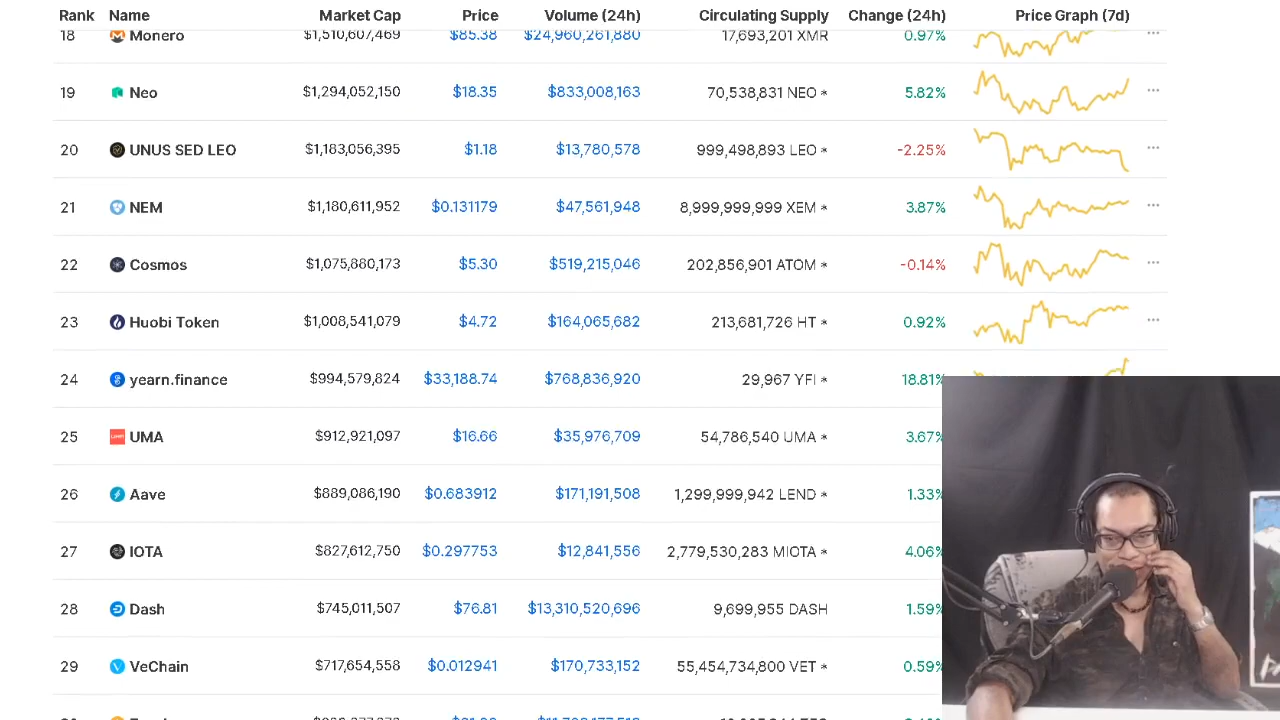 Rank Name Market Cap Price Volume (24h) Circulating Supply Change (24h) Price Graph (7d)
18 Monero $1,510,607,469 $85.38 $24,960,261,880 17,693,201 XMR 0.97%
19 Neo $1,294,052,150 $18.35 $833,008,163 70,538,831 NEO * 5.82%
20 UNUS SED LEO $1,183,056,395 $1.18 $13,780,578 999,498,893 LEO * -2.25%
21 NEM $1,180,611,952 $0.131179 $47,561,948 8,999,999,999 XEM * 3.87%
22 Cosmos $1,075,880,173 $5.30 $519,215,046 202,856,901 ATOM * -0.14%
23 Huobi Token $1,008,541,079 $4.72 $164,065,682 213,681,726 HT * 0.92%
24 yearn.finance $994,579,824 $33,188.74 $768,836,920 29,967 YFI * 18.81%
25 UMA $912,921,097 $16.66 $35,976,709 54,786,540 UMA * 3.67%
26 Aave $889,086,190 $0.683912 $171,191,508 1,299,999,942 LEND * 1.33%
27 IOTA $827,612,750 $0.297753 $12,841,556 2,779,530,283 MIOTA * 4.06%
28 Dash $745,011,507 $76.81 $13,310,520,696 9,699,955 DASH 1.59%
29 VeChain $717,654,558 $0.012941 $170,733,152 55,454,734,800 VET * 0.59%